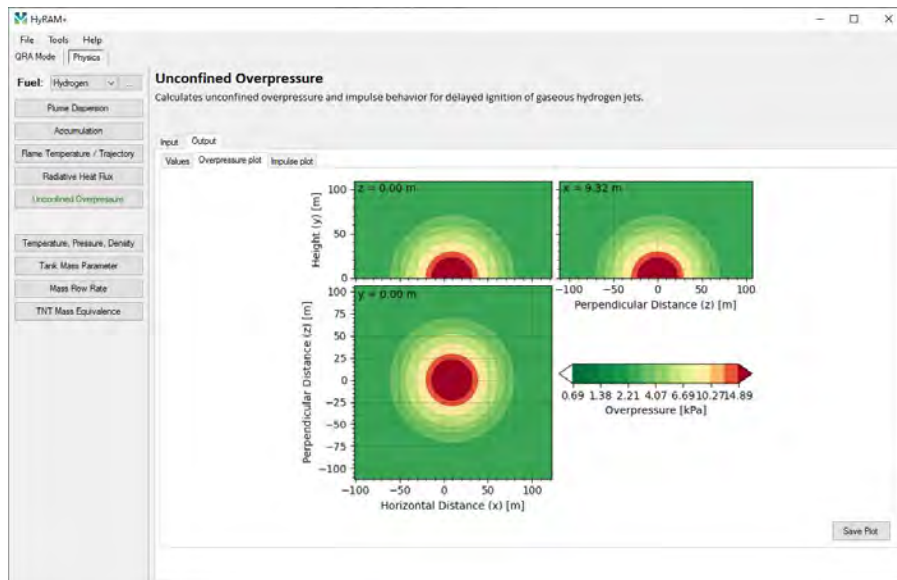 HyRAM+
File Tools Help
QRA Mode Physics
Fuel: Hydrogen ...
Plume Dispersion
Accumulation
Flame Temperature / Trajectory
Radiative Heat Flux
Unconfined Overpressure
Temperature, Pressure, Density
Tank Mass Parameter
Mass Flow Rate
TNT Mass Equivalence
Unconfined Overpressure
Calculates unconfined overpressure and impulse behavior for delayed ignition of gaseous hydrogen jets.
Input Output
Values Overpressure plot Impulse plot
z = 0.00 m
Height (y) [m]
100
50
0
x = 9.32 m
−100 −50 0 50 100
Perpendicular Distance (z) [m]
y = 0.00 m
Perpendicular Distance (z) [m]
100
75
50
25
0
−25
−50
−75
−100
−100 −50 0 50 100
Horizontal Distance (x) [m]
0.69 1.38 2.21 4.07 6.69 10.27 14.89
Overpressure [kPa]
Save Plot